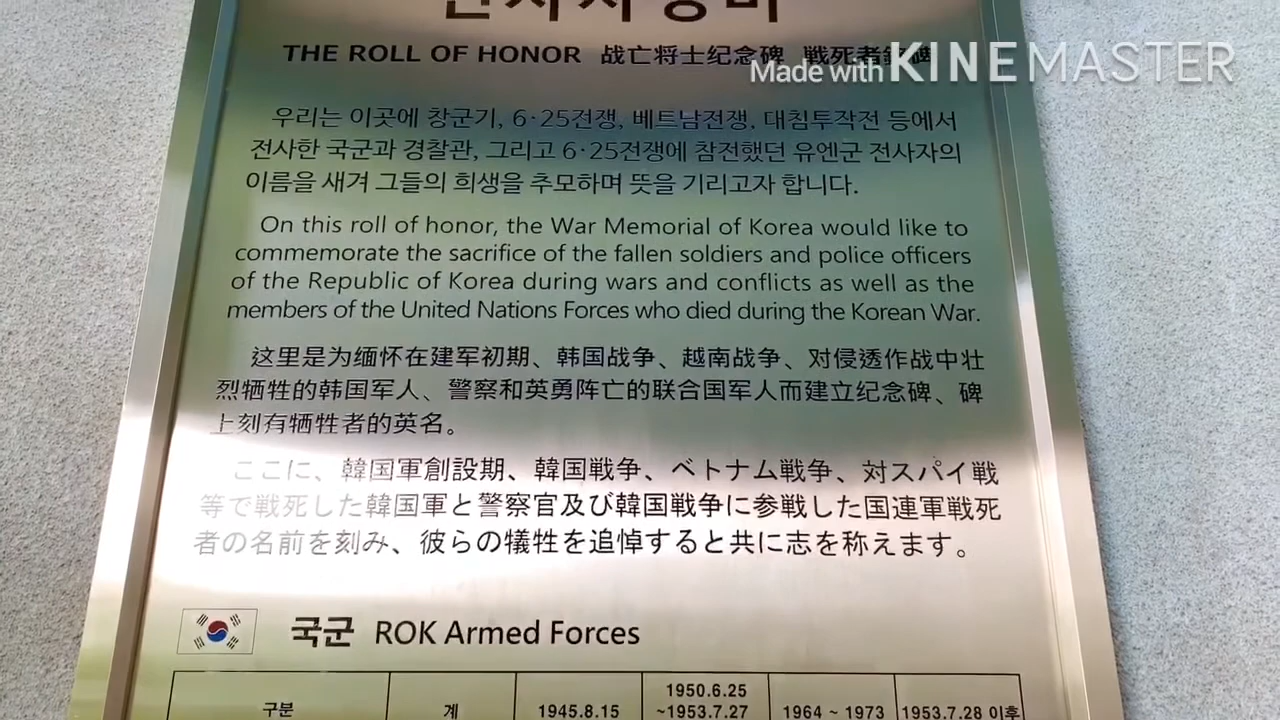 전사자명비
THE ROLL OF HONOR 战亡将士纪念碑 戦死者銘碑
Made with KINEMASTER
우리는 이곳에 창군기, 6·25전쟁, 베트남전쟁, 대침투작전 등에서
전사한 국군과 경찰관, 그리고 6·25전쟁에 참전했던 유엔군 전사자의
이름을 새겨 그들의 희생을 추모하며 뜻을 기리고자 합니다.
On this roll of honor, the War Memorial of Korea would like to
commemorate the sacrifice of the fallen soldiers and police officers
of the Republic of Korea during wars and conflicts as well as the
members of the United Nations Forces who died during the Korean War.
这里是为缅怀在建军初期、韩国战争、越南战争、对侵透作战中壮
烈牺牲的韩国军人、警察和英勇阵亡的联合国军人而建立纪念碑、碑
上刻有牺牲者的英名。
ここに、韓国軍創設期、韓国戦争、ベトナム戦争、対スパイ戦
等で戦死した韓国軍と警察官及び韓国戦争に参戦した国連軍戦死
者の名前を刻み、彼らの犠牲を追悼すると共に志を称えます。
국군 ROK Armed Forces
구분 계 1945.8.15 1950.6.25 ~1953.7.27 1964 ~ 1973 1953.7.28 이후